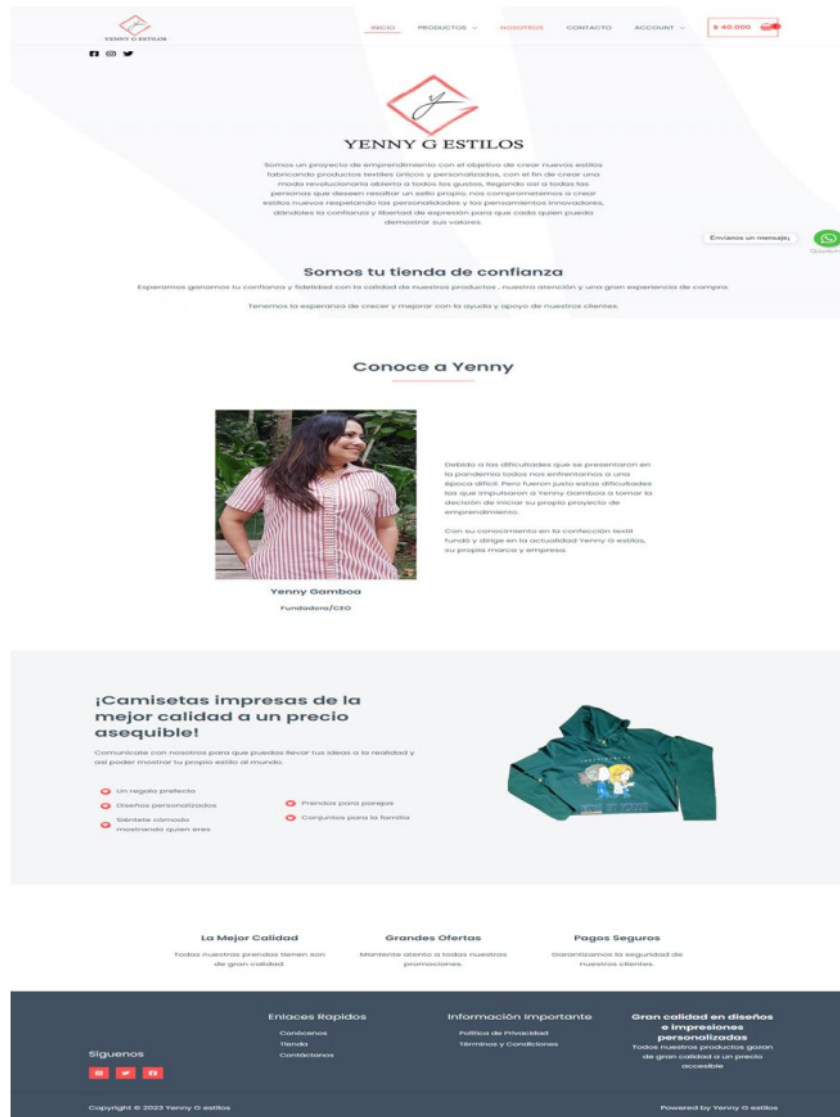 YENNY G ESTILOS
INICIO
PRODUCTOS
NOSOTROS
CONTACTO
ACCOUNT
$ 40.000
YENNY G ESTILOS
Somos un proyecto de emprendimiento con el objetivo de crear nuevos estilos
fabricando productos textiles únicos y personalizados, con el fin de crear una
moda revolucionaria abierta a todos los gustos, llegando así a todas las
personas que deseen resaltar un sello propio, nos comprometemos a crear
estilos nuevos respetando las personalidades y los pensamientos innovadores,
dándoles la confianza y libertad de expresión para que cada quien pueda
demostrar sus valores.
Envíanos un mensaje¡
Somos tu tienda de confianza
Esperamos ganarnos tu confianza y fidelidad con la calidad de nuestros productos , nuestra atención y una gran experiencia de compra.
Tenemos la esperanza de crecer y mejorar con la ayuda y apoyo de nuestros clientes.
Conoce a Yenny
Debido a las dificultades que se presentaron en
la pandemia todos nos enfrentamos a una
época difícil. Pero fueron justo estas dificultades
las que impulsaron a Yenny Gamboa a tomar la
decisión de iniciar su propio proyecto de
emprendimiento.
Con su conocimiento en la confección textil
fundó y dirige en la actualidad Yenny G estilos,
su propia marca y empresa.
Yenny Gamboa
Fundadora/CEO
¡Camisetas impresas de la
mejor calidad a un precio
asequible!
Comunícate con nosotros para que puedas llevar tus ideas a la realidad y
así poder mostrar tu propio estilo al mundo.
Un regalo prefecto
Diseños personalizados
Siéntete cómodo
mostrando quien eres
Prendas para parejas
Conjuntos para la familia
La Mejor Calidad
Todas nuestras prendas tienen son
de gran calidad.
Grandes Ofertas
Mantente atento a todas nuestras
promociones.
Pagos Seguros
Garantizamos la seguridad de
nuestros clientes.
Síguenos
Enlaces Rapidos
Conócenos
Tienda
Contáctanos
Información Importante
Política de Privacidad
Términos y Condiciones
Gran calidad en diseños
e impresiones
personalizadas
Todos nuestros productos gozan
de gran calidad a un precio
accesible
Copyright © 2023 Yenny G estilos
Powered by Yenny G estilos